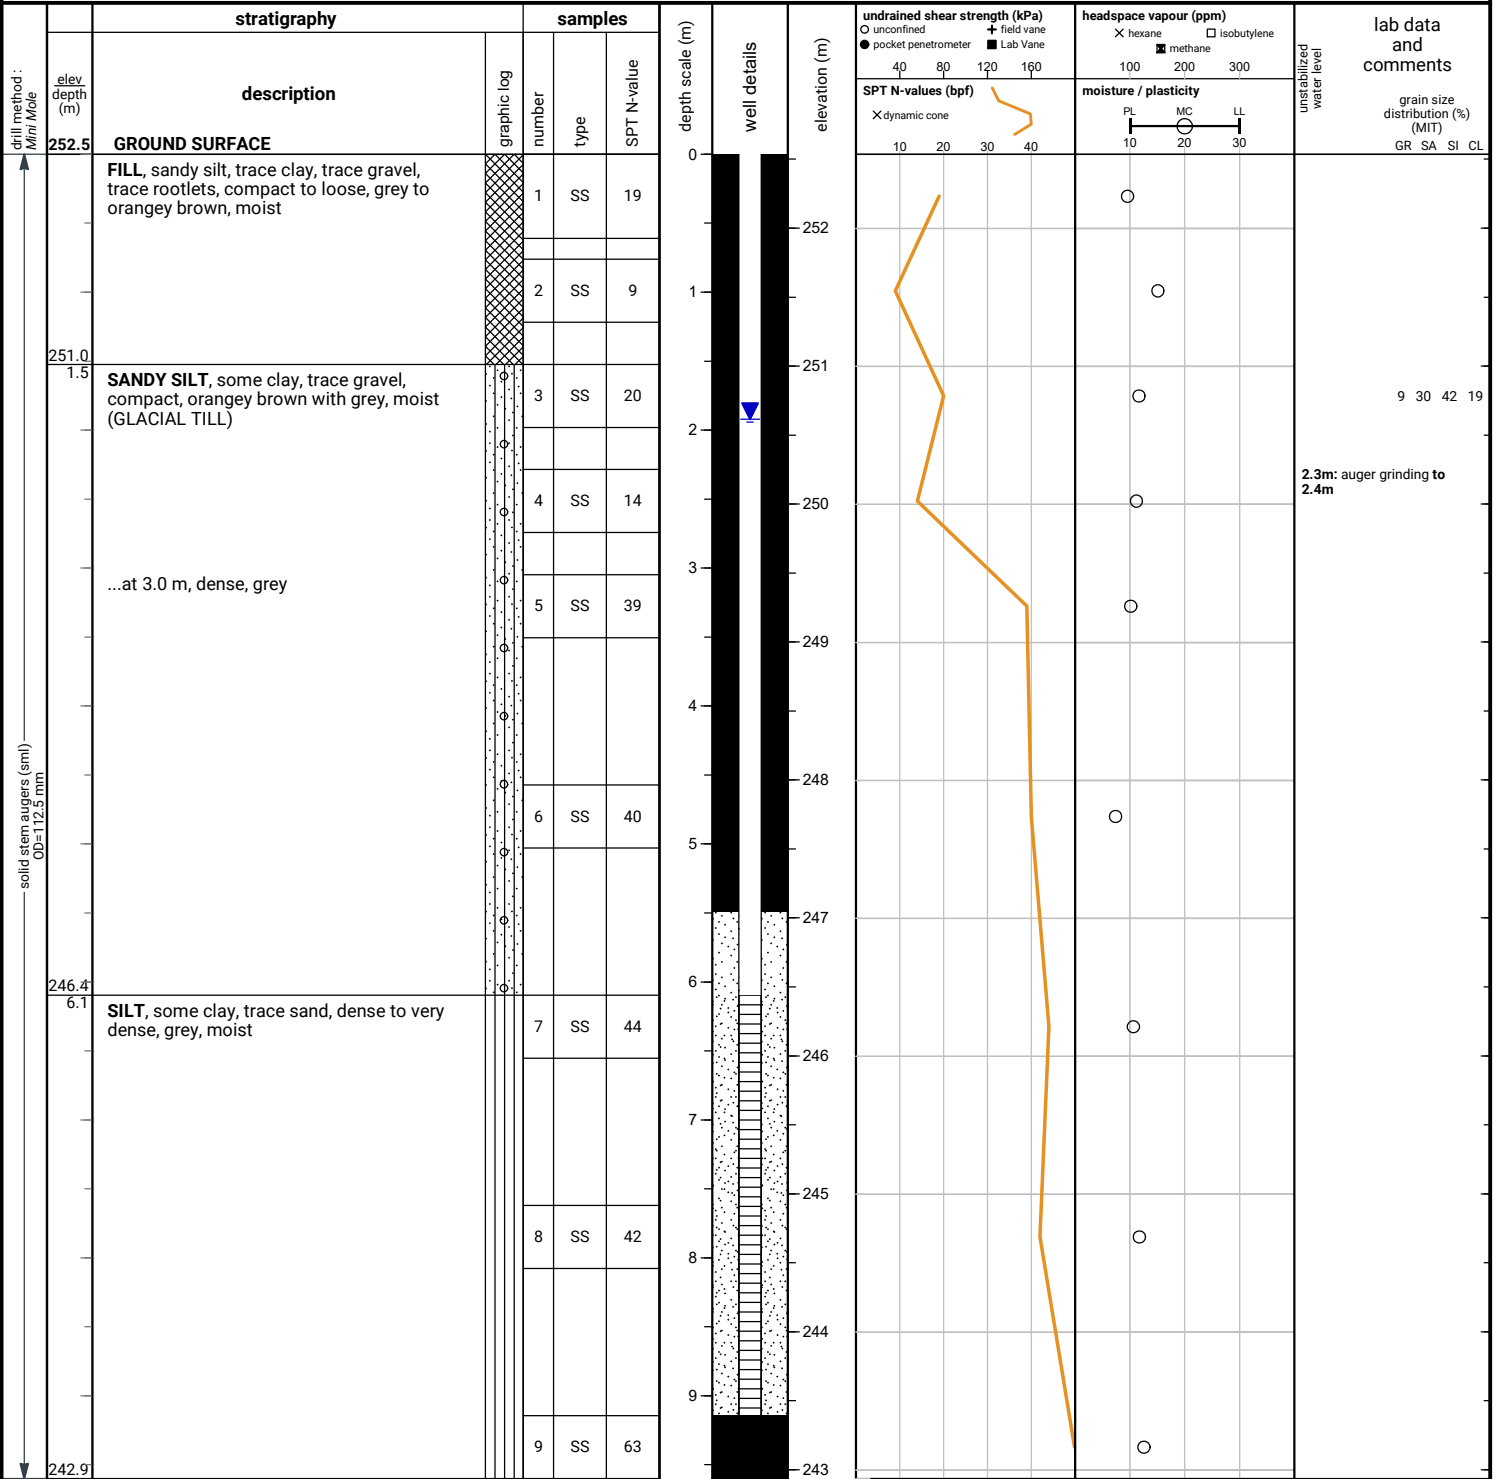 stratigraphy
samples
drill method :
Mini Mole
elev
depth
(m)
description
graphic log
number
type
SPT N-value
depth scale (m)
well details
elevation (m)
undrained shear strength (kPa)
unconfined
field vane
pocket penetrometer
Lab Vane
40 80 120 160
SPT N-values (bpf)
dynamic cone
10 20 30 40
headspace vapour (ppm)
hexane
isobutylene
methane
100 200 300
moisture / plasticity
PL MC LL
10 20 30
unstabilized
water level
lab data
and
comments
grain size
distribution (%)
(MIT)
GR SA SI CL
252.5 GROUND SURFACE
FILL, sandy silt, trace clay, trace gravel,
trace rootlets, compact to loose, grey to
orangey brown, moist
251.0
1.5
SANDY SILT, some clay, trace gravel,
compact, orangey brown with grey, moist
(GLACIAL TILL)
...at 3.0 m, dense, grey
246.4
6.1
SILT, some clay, trace sand, dense to very
dense, grey, moist
242.9
solid stem augers (sml)
OD=112.5 mm
1 SS 19
2 SS 9
3 SS 20
4 SS 14
5 SS 39
6 SS 40
7 SS 44
8 SS 42
9 SS 63
0
1
2
3
4
5
6
7
8
9
252
251
250
249
248
247
246
245
244
243
9 30 42 19
2.3m: auger grinding to
2.4m